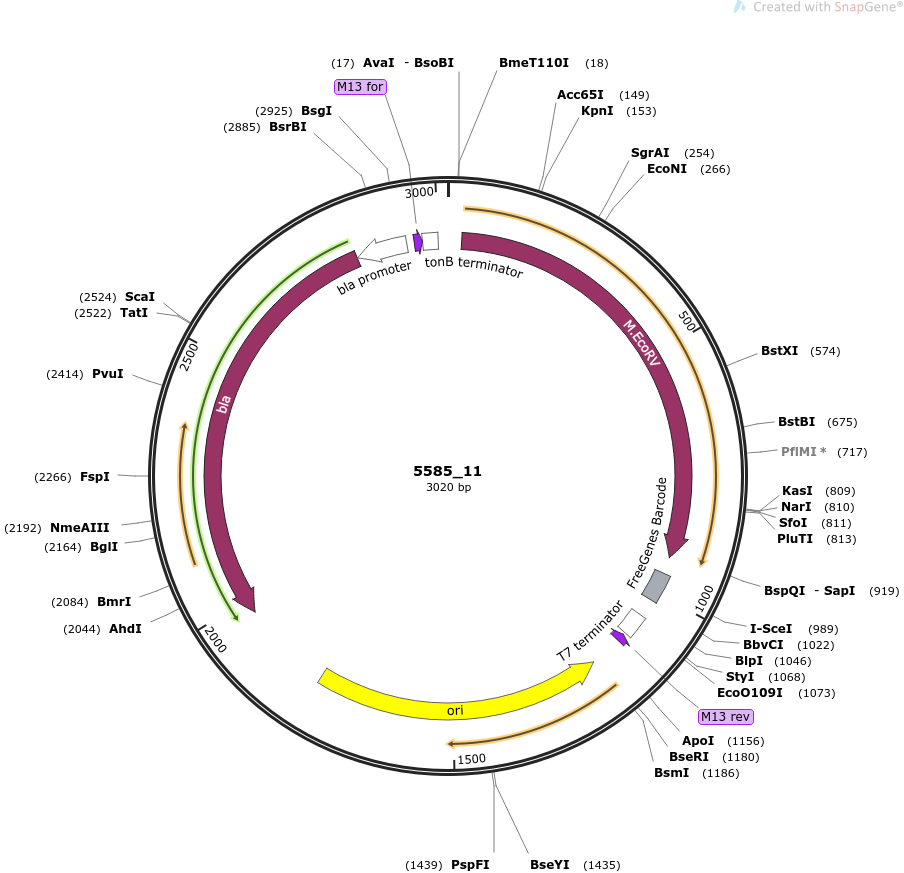 Created with SnapGene®
(17) AvaI - BsoBI
BmeT110I (18)
M13 for
Acc65I (149)
KpnI (153)
(2925) BsgI
(2885) BsrBI
SgrAI (254)
EcoNI (266)
3000
bla promoter
tonB terminator
M.EcoRV
500
(2524) ScaI
(2522) TatI
2500
(2414) PvuI
BstXI (574)
BstBI (675)
PflMI * (717)
bla
5585_11
3020 bp
(2266) FspI
KasI (809)
NarI (810)
SfoI (811)
PluTI (813)
FreeGenes Barcode
(2192) NmeAIII
(2164) BglI
BspQI - SapI (919)
1000
(2084) BmrI
(2044) AhdI
2000
T7 terminator
I-SceI (989)
BbvCI (1022)
BlpI (1046)
StyI (1068)
EcoO109I (1073)
M13 rev
ori
ApoI (1156)
BseRI (1180)
BsmI (1186)
1500
(1439) PspFI
BseYI (1435)